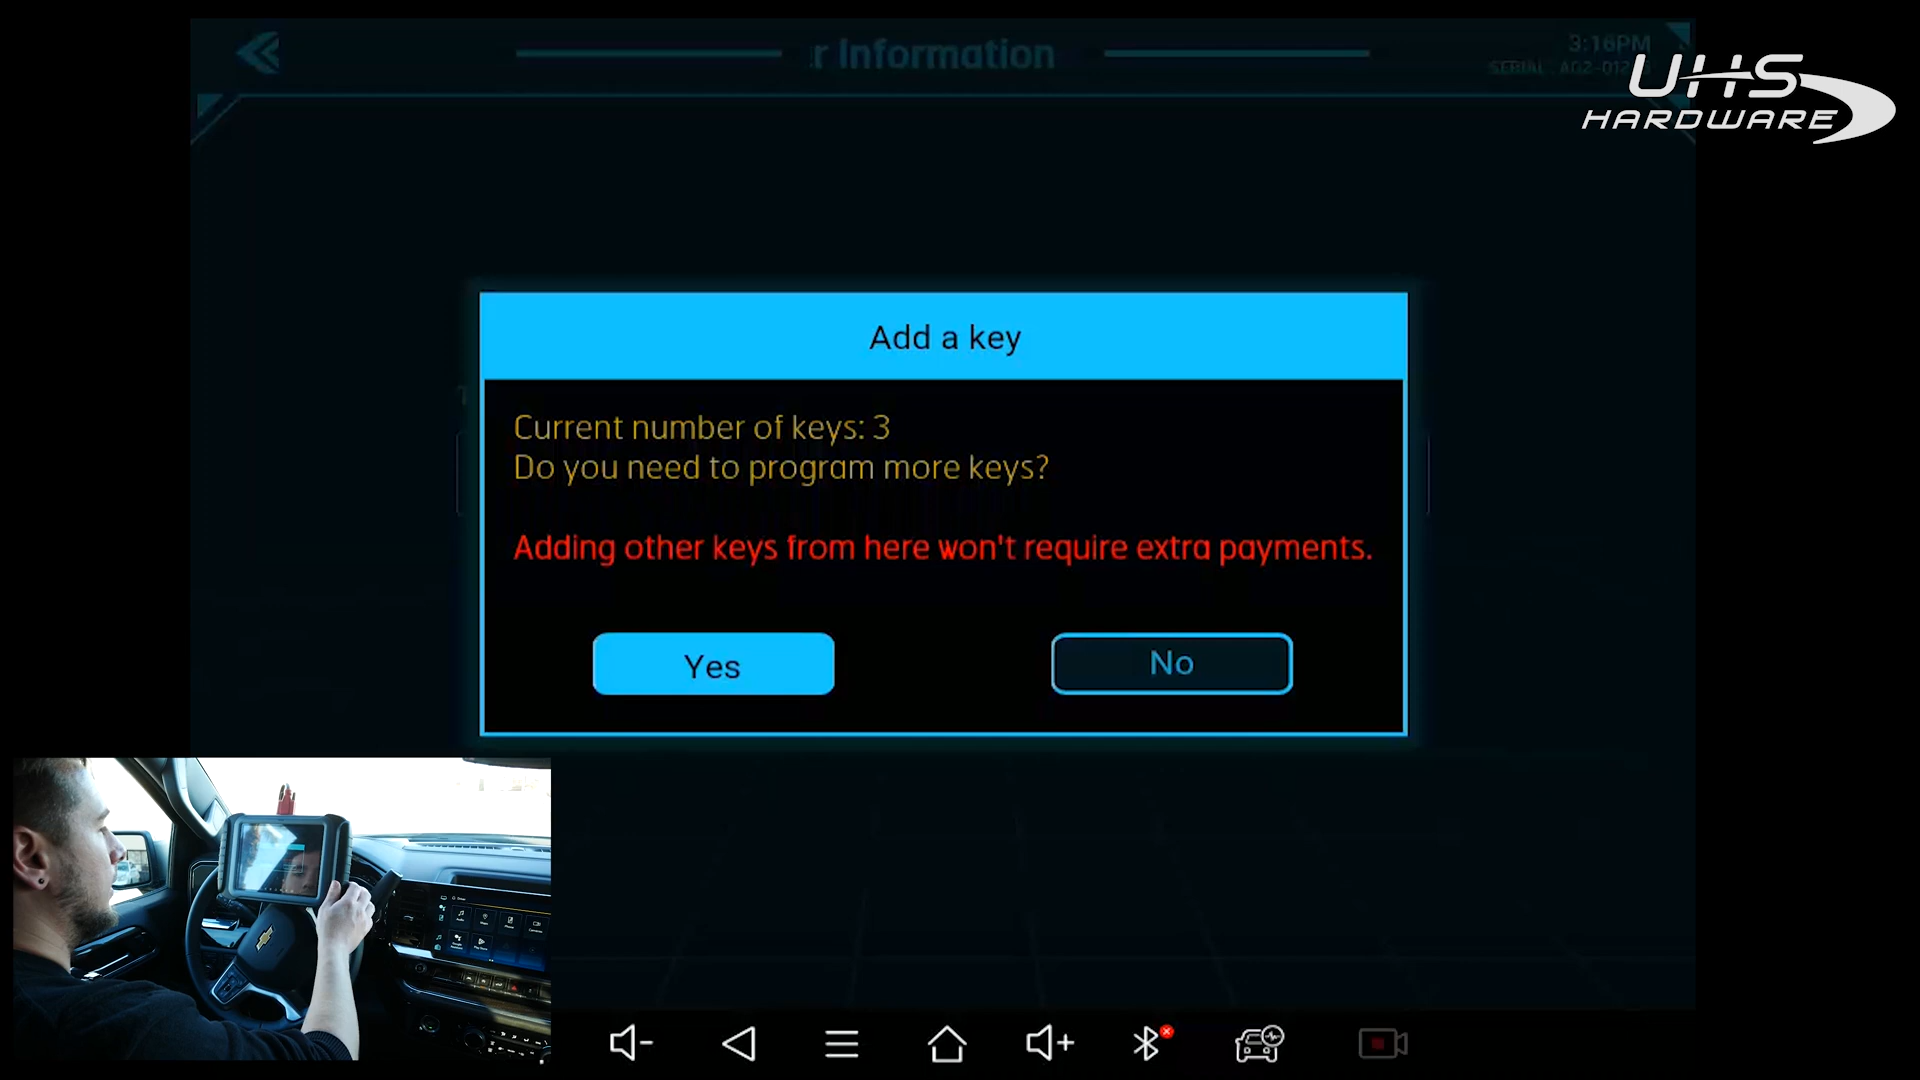 r Information
3:16PM
UHS
HARDWARE
Add a key
Current number of keys: 3
Do you need to program more keys?
Adding other keys from here won't require extra payments.
Yes
No